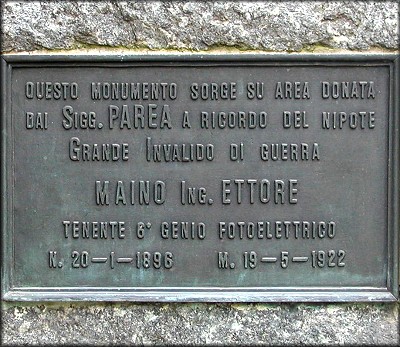 QUESTO MONUMENTO SORGE SU AREA DONATA
DAI SIGG. PAREA A RICORDO DEL NIPOTE
GRANDE INVALIDO DI GUERRA
MAINO ING. ETTORE
TENENTE 6° GENIO FOTOELETTRICO
N. 20-1-1896 M. 19-5-1922